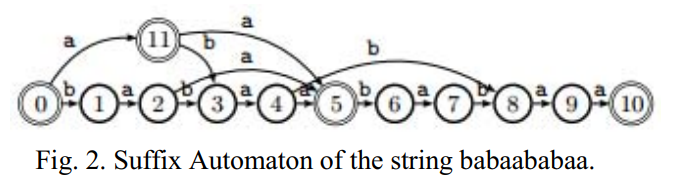 a
a
11
b
a
b
0 b 1 a 2 b 3 a 4 a 5 b 6 a 7 b 8 a 9 a 10
Fig. 2. Suffix Automaton of the string babaababaa.